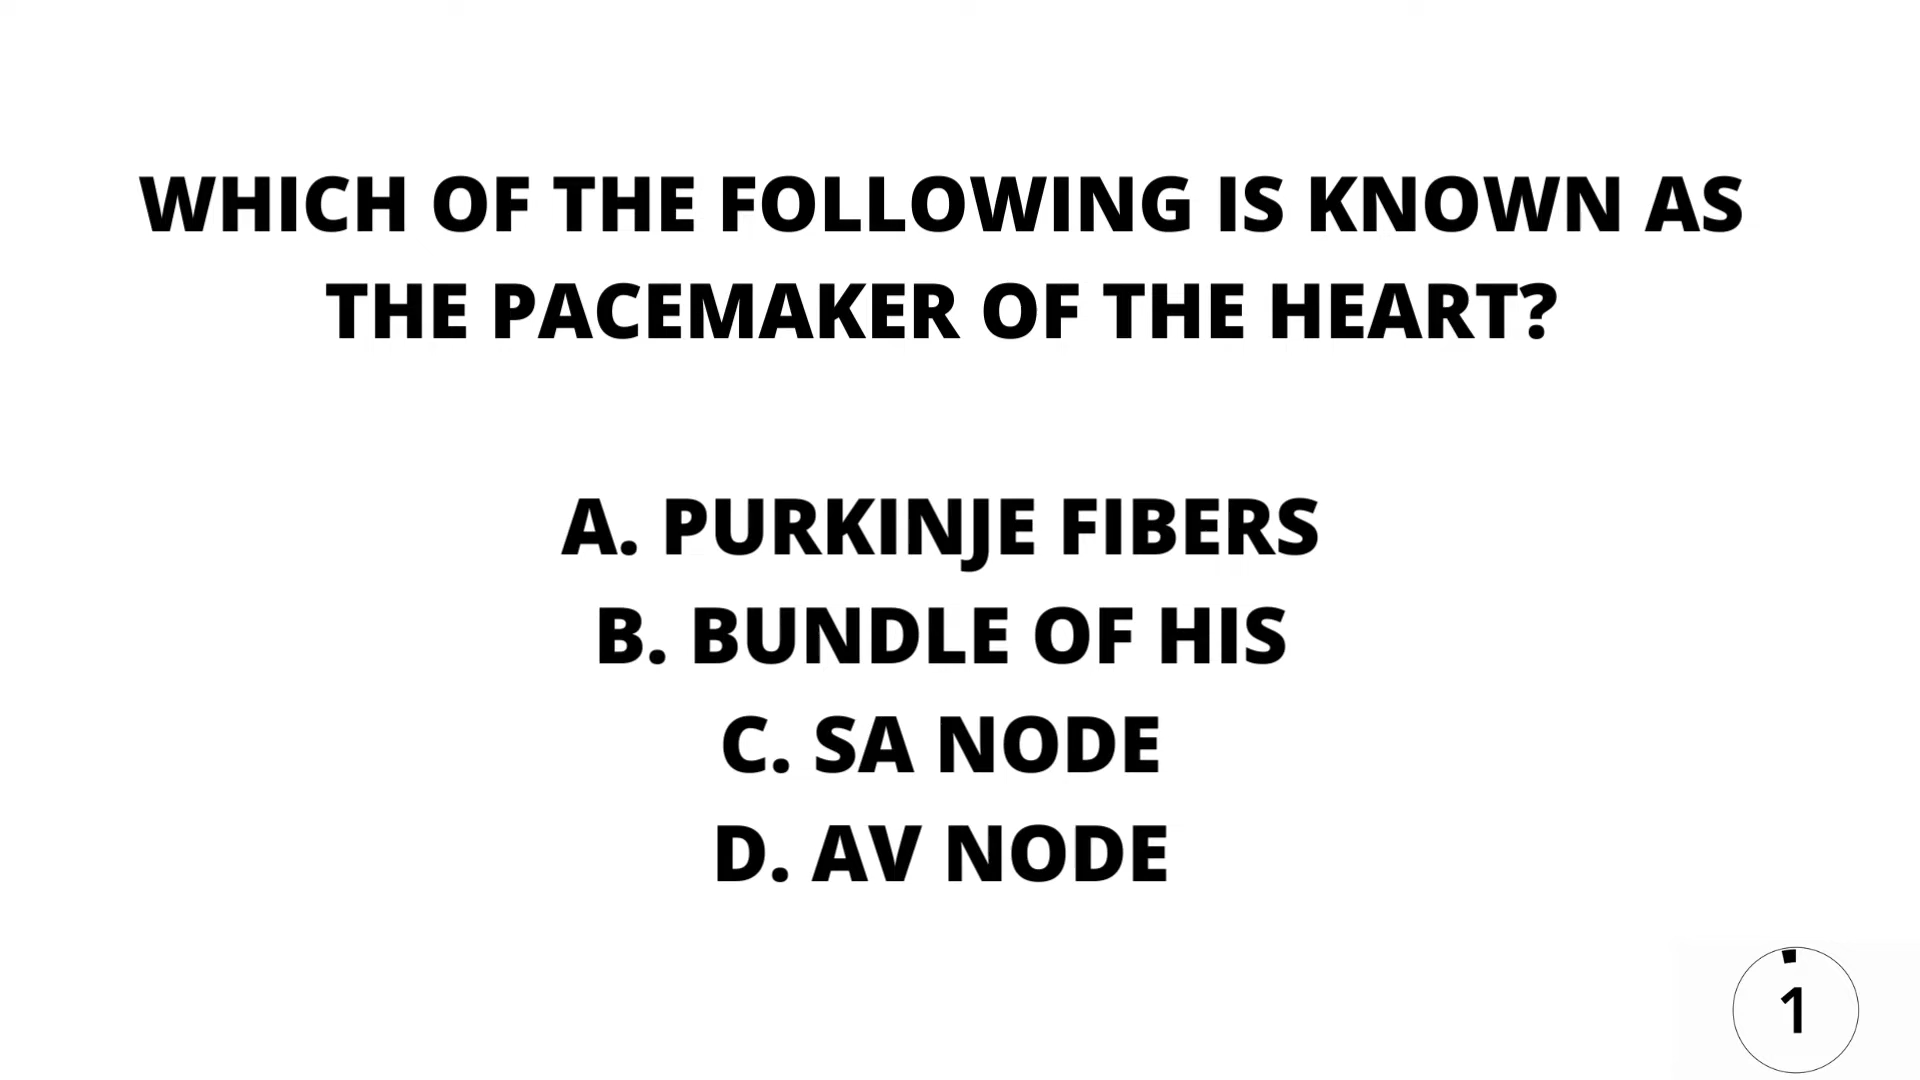 WHICH OF THE FOLLOWING IS KNOWN AS
THE PACEMAKER OF THE HEART?
A. PURKINJE FIBERS
B. BUNDLE OF HIS
C. SA NODE
D. AV NODE
1